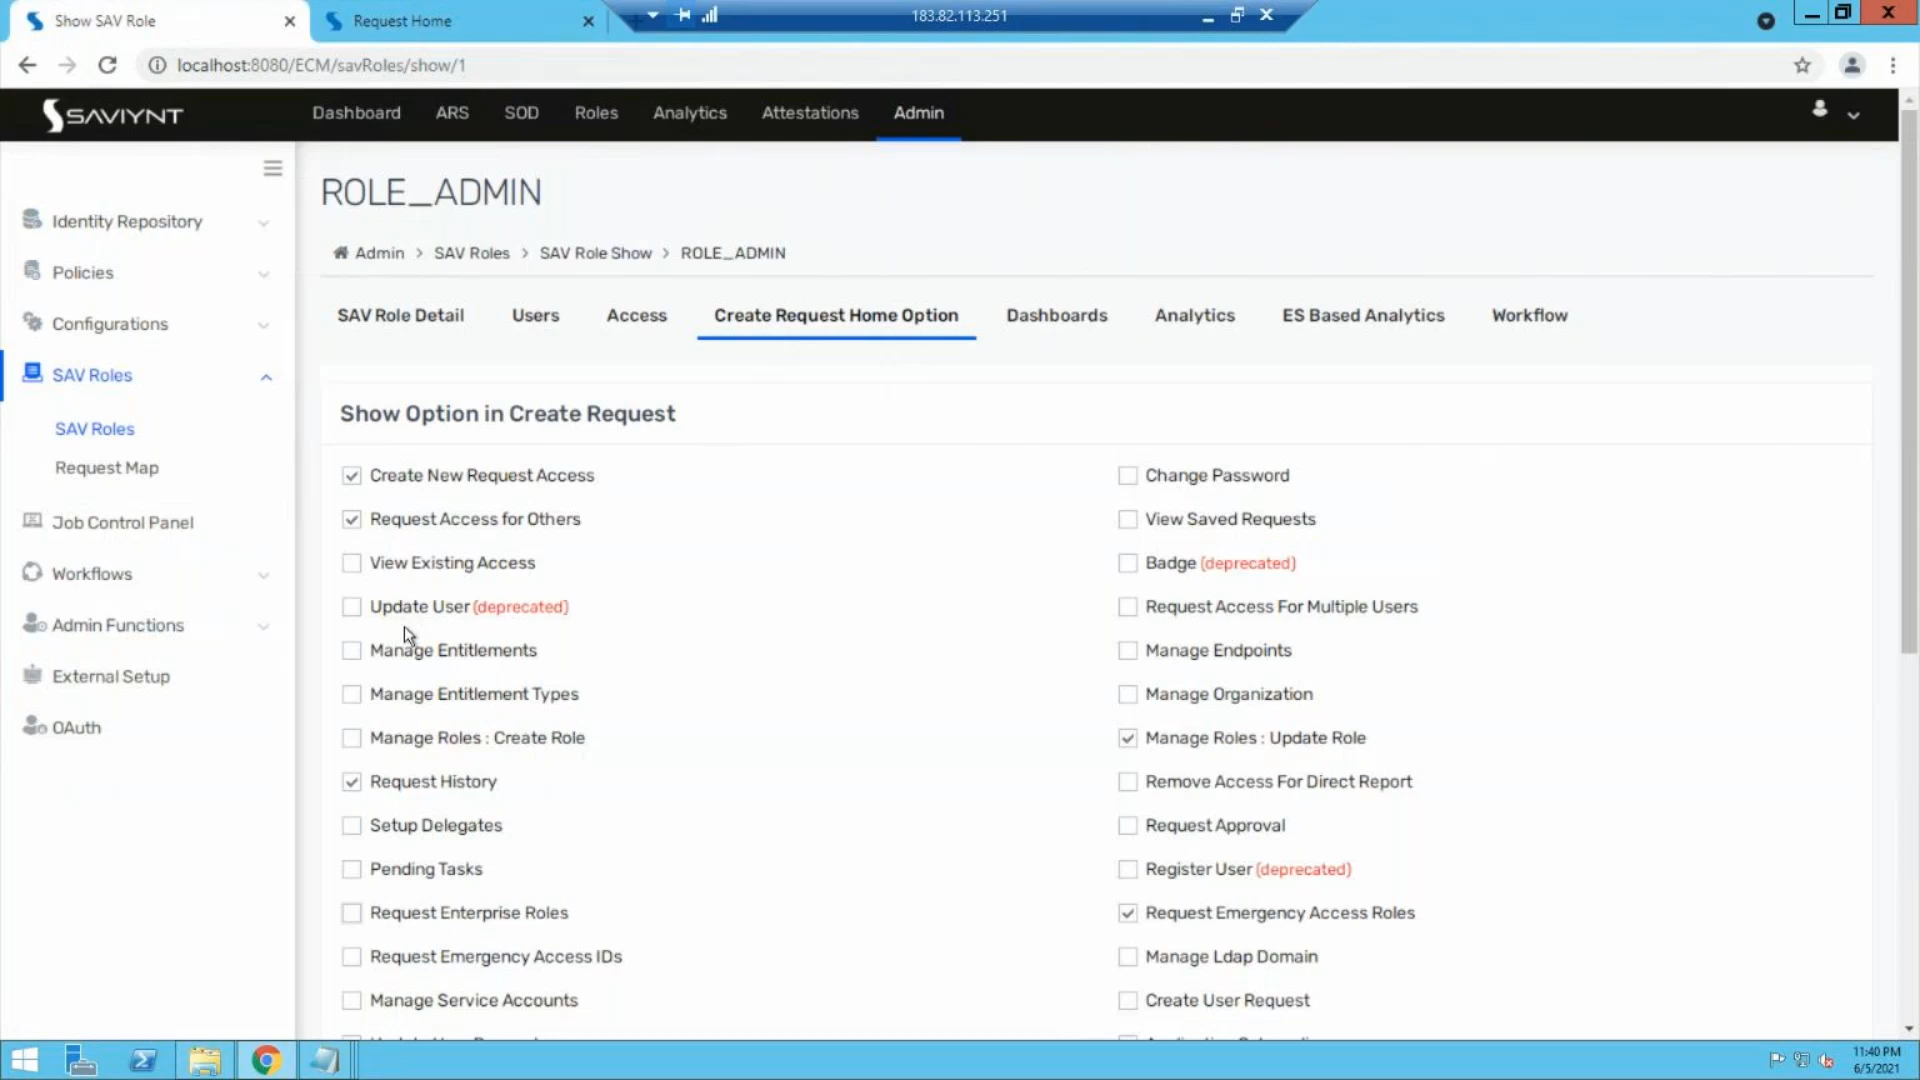 Show SAV Role
Request Home
183.82.113.251
localhost:8080/ECM/savRoles/show/1
SAVIYNT
Dashboard
ARS
SOD
Roles
Analytics
Attestations
Admin
Identity Repository
Policies
Configurations
SAV Roles
SAV Roles
Request Map
Job Control Panel
Workflows
Admin Functions
External Setup
OAuth
ROLE_ADMIN
Admin > SAV Roles > SAV Role Show > ROLE_ADMIN
SAV Role Detail
Users
Access
Create Request Home Option
Dashboards
Analytics
ES Based Analytics
Workflow
Show Option in Create Request
Create New Request Access
Change Password
Request Access for Others
View Saved Requests
View Existing Access
Badge (deprecated)
Update User (deprecated)
Request Access For Multiple Users
Manage Entitlements
Manage Endpoints
Manage Entitlement Types
Manage Organization
Manage Roles : Create Role
Manage Roles : Update Role
Request History
Remove Access For Direct Report
Setup Delegates
Request Approval
Pending Tasks
Register User (deprecated)
Request Enterprise Roles
Request Emergency Access Roles
Request Emergency Access IDs
Manage Ldap Domain
Manage Service Accounts
Create User Request
11:40 PM
6/5/2021